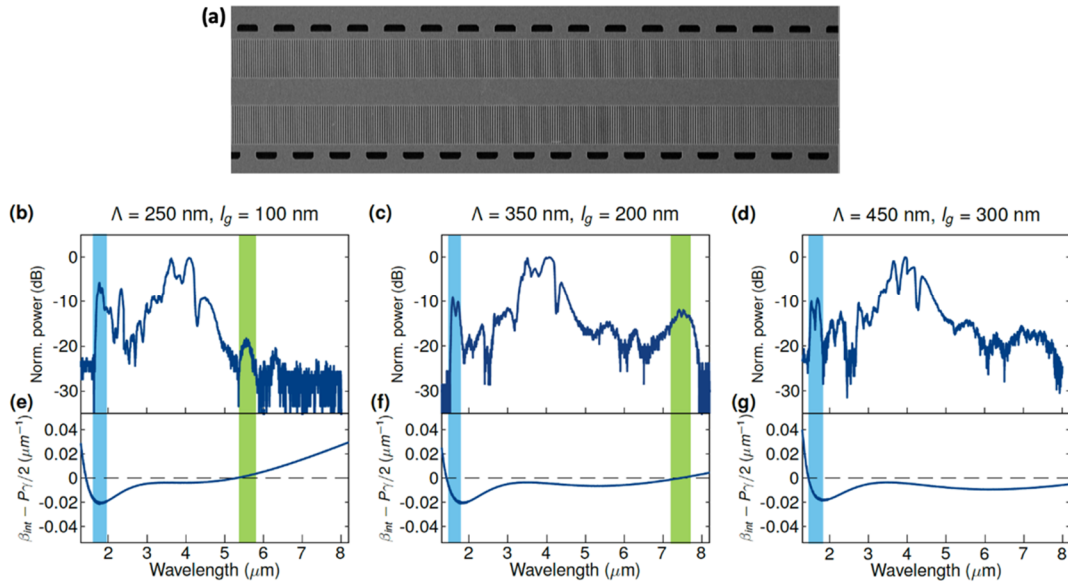 (a)
(b) Λ = 250 nm, l_g = 100 nm
(c) Λ = 350 nm, l_g = 200 nm
(d) Λ = 450 nm, l_g = 300 nm
Norm. power (dB)
0
-10
-20
-30
Norm. power (dB)
0
-10
-20
-30
Norm. power (dB)
0
-10
-20
-30
(e)
(f)
(g)
β_int − Pγ/2 (μm⁻¹)
0.04
0.02
0
-0.02
-0.04
2 3 4 5 6 7 8
Wavelength (μm)
β_int − Pγ/2 (μm⁻¹)
0.04
0.02
0
-0.02
-0.04
2 3 4 5 6 7 8
Wavelength (μm)
β_int − Pγ/2 (μm⁻¹)
0.04
0.02
0
-0.02
-0.04
2 3 4 5 6 7 8
Wavelength (μm)